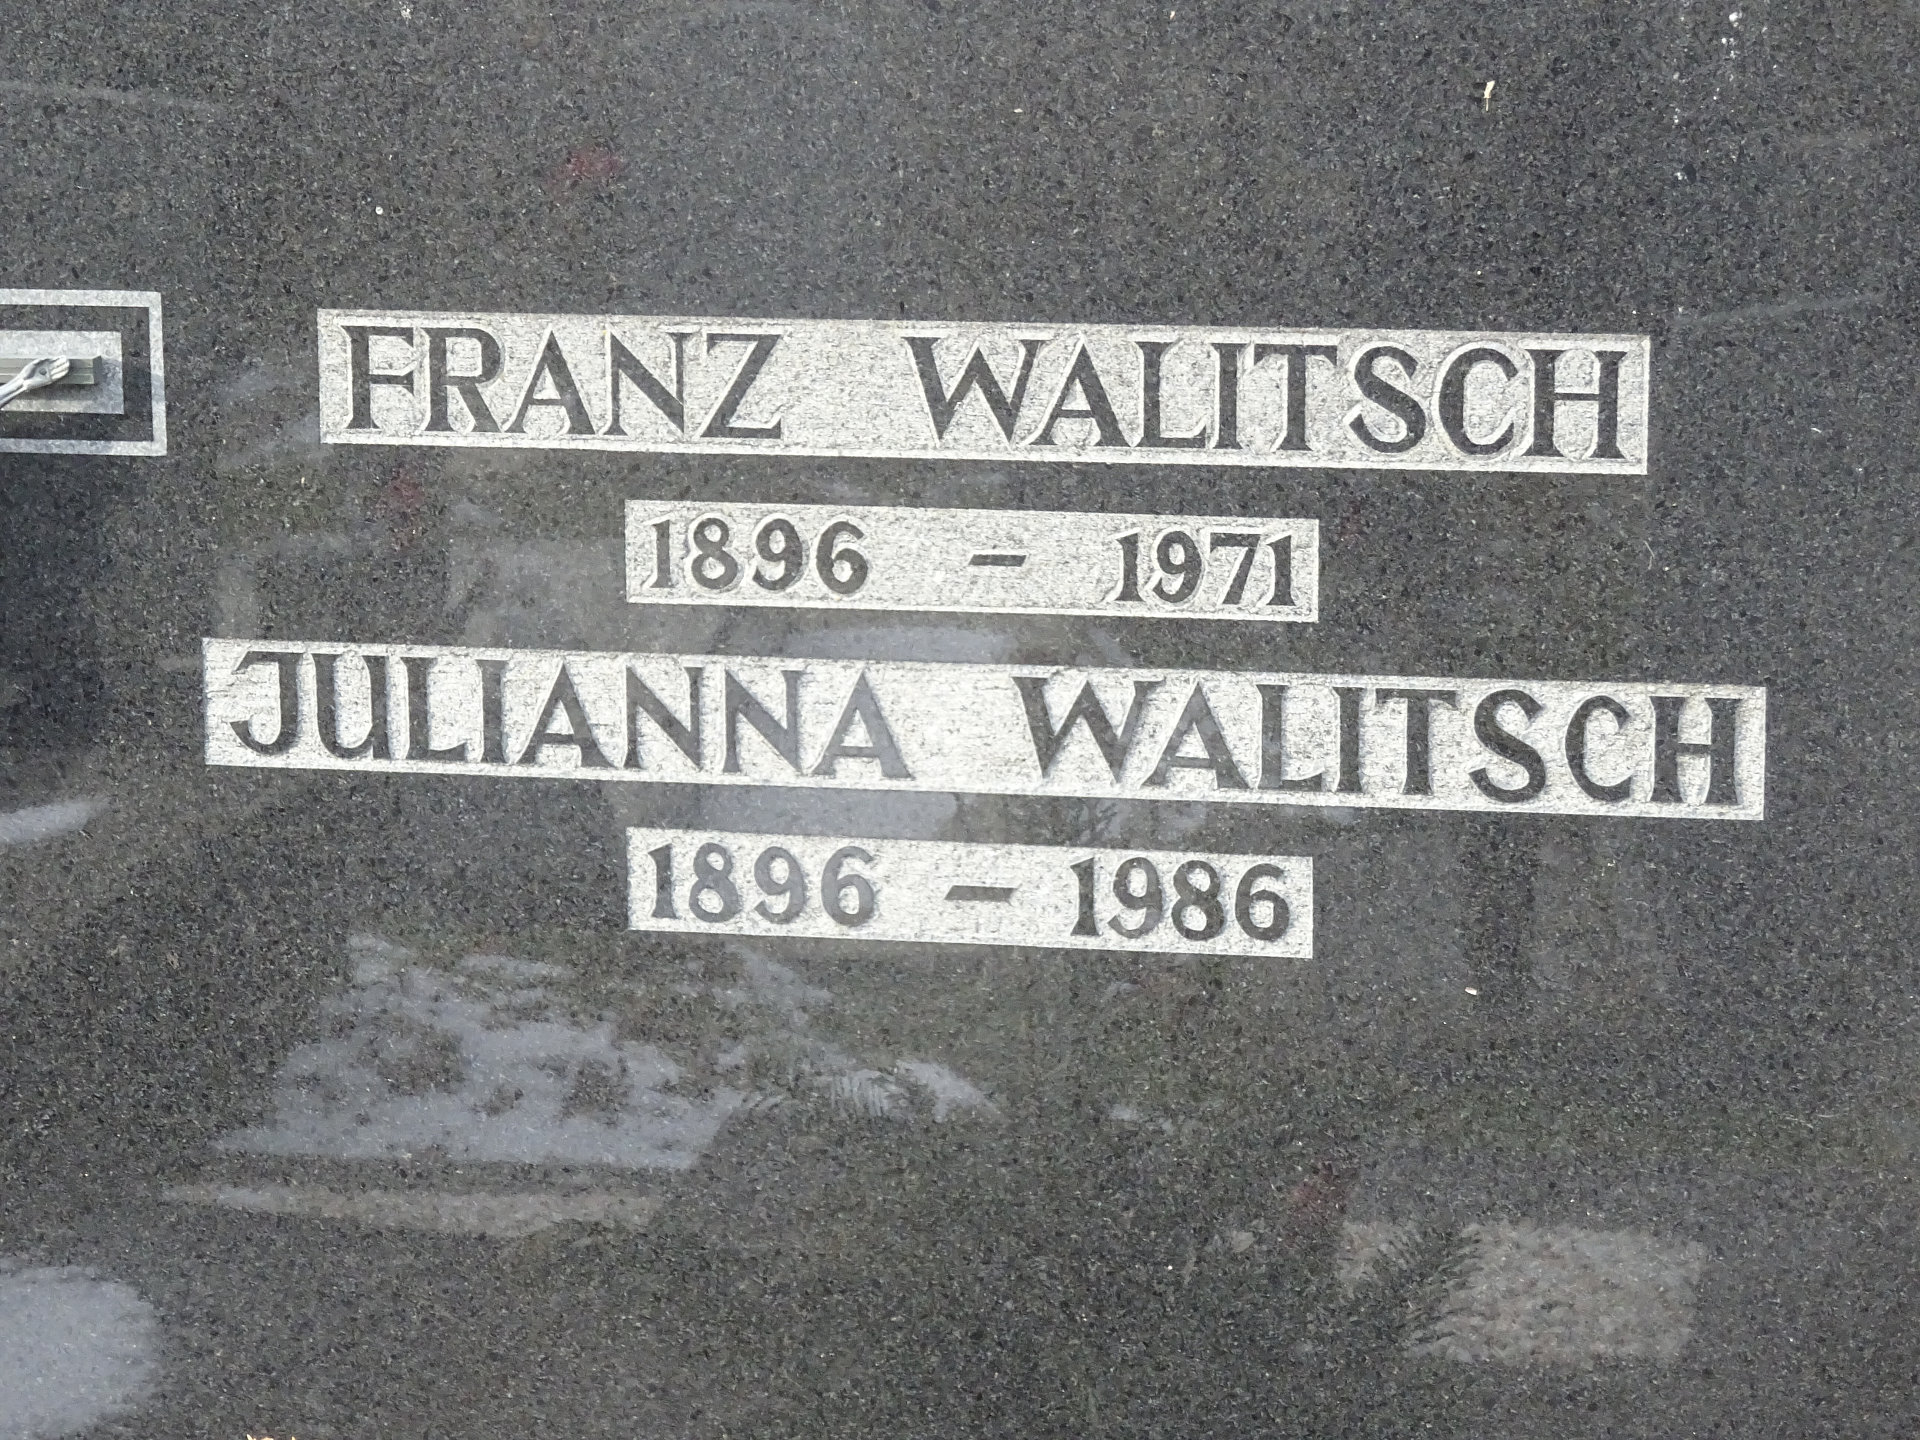 FRANZ WALITSCH
1896 – 1971
JULIANNA WALITSCH
1896 – 1986